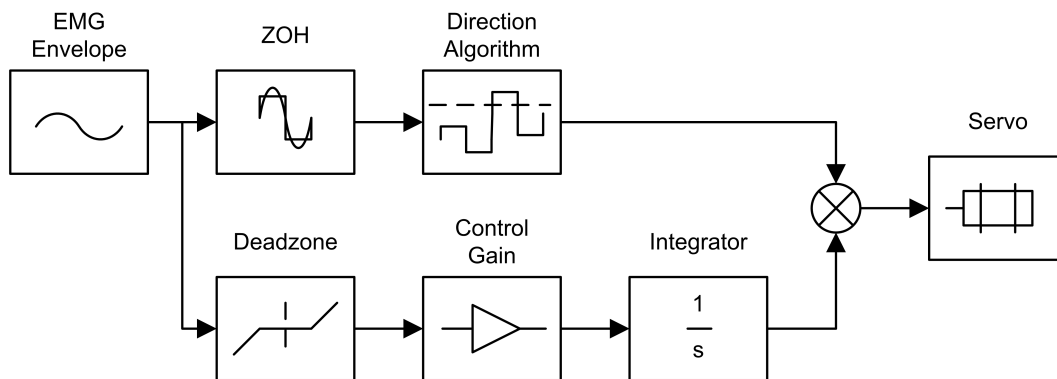 EMG
Envelope
ZOH
Direction
Algorithm
Servo
Deadzone
Control
Gain
Integrator
1
s